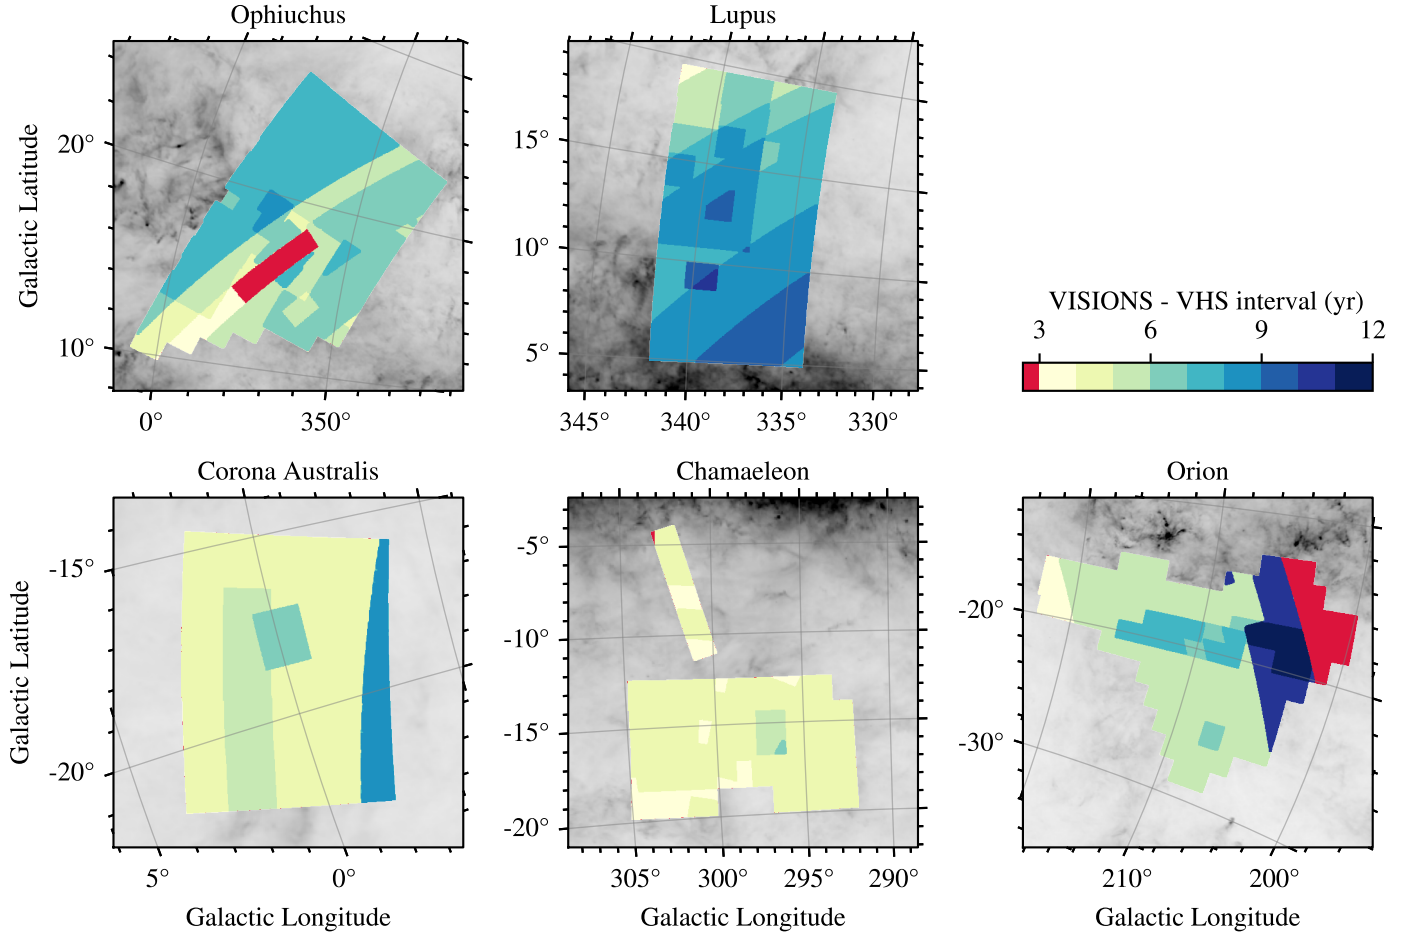 Ophiuchus
Lupus
Galactic Latitude
20°
10°
0°
350°
15°
10°
5°
345°
340°
335°
330°
VISIONS - VHS interval (yr)
3
6
9
12
Corona Australis
Chamaeleon
Orion
Galactic Latitude
-15°
-20°
5°
0°
Galactic Longitude
-5°
-10°
-15°
-20°
305°
300°
295°
290°
Galactic Longitude
-20°
-30°
210°
200°
Galactic Longitude